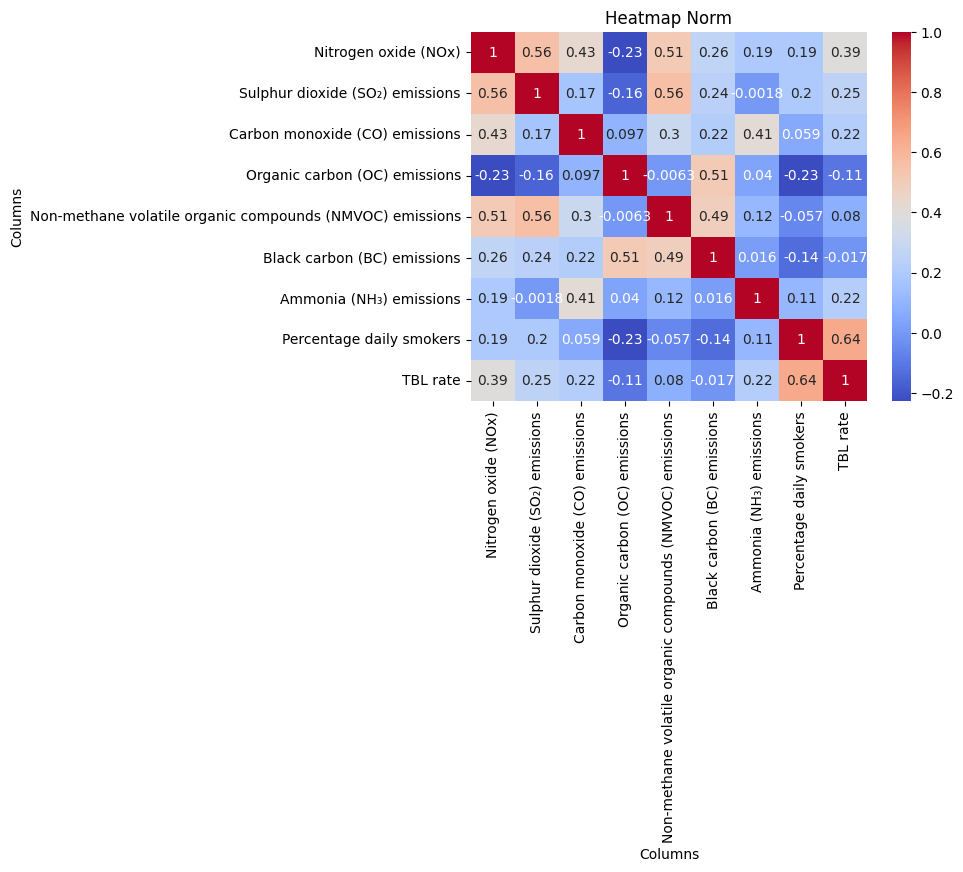 Heatmap Norm
Columns
Nitrogen oxide (NOx) 1 0.56 0.43 -0.23 0.51 0.26 0.19 0.19 0.39
Sulphur dioxide (SO₂) emissions 0.56 1 0.17 -0.16 0.56 0.24 -0.0018 0.2 0.25
Carbon monoxide (CO) emissions 0.43 0.17 1 0.097 0.3 0.22 0.41 0.059 0.22
Organic carbon (OC) emissions -0.23 -0.16 0.097 1 -0.0063 0.51 0.04 -0.23 -0.11
Non-methane volatile organic compounds (NMVOC) emissions 0.51 0.56 0.3 -0.0063 1 0.49 0.12 -0.057 0.08
Black carbon (BC) emissions 0.26 0.24 0.22 0.51 0.49 1 0.016 -0.14 -0.017
Ammonia (NH₃) emissions 0.19 -0.0018 0.41 0.04 0.12 0.016 1 0.11 0.22
Percentage daily smokers 0.19 0.2 0.059 -0.23 -0.057 -0.14 0.11 1 0.64
TBL rate 0.39 0.25 0.22 -0.11 0.08 -0.017 0.22 0.64 1
Nitrogen oxide (NOx)
Sulphur dioxide (SO₂) emissions
Carbon monoxide (CO) emissions
Organic carbon (OC) emissions
Non-methane volatile organic compounds (NMVOC) emissions
Black carbon (BC) emissions
Ammonia (NH₃) emissions
Percentage daily smokers
TBL rate
Columns
1.0
0.8
0.6
0.4
0.2
0.0
−0.2